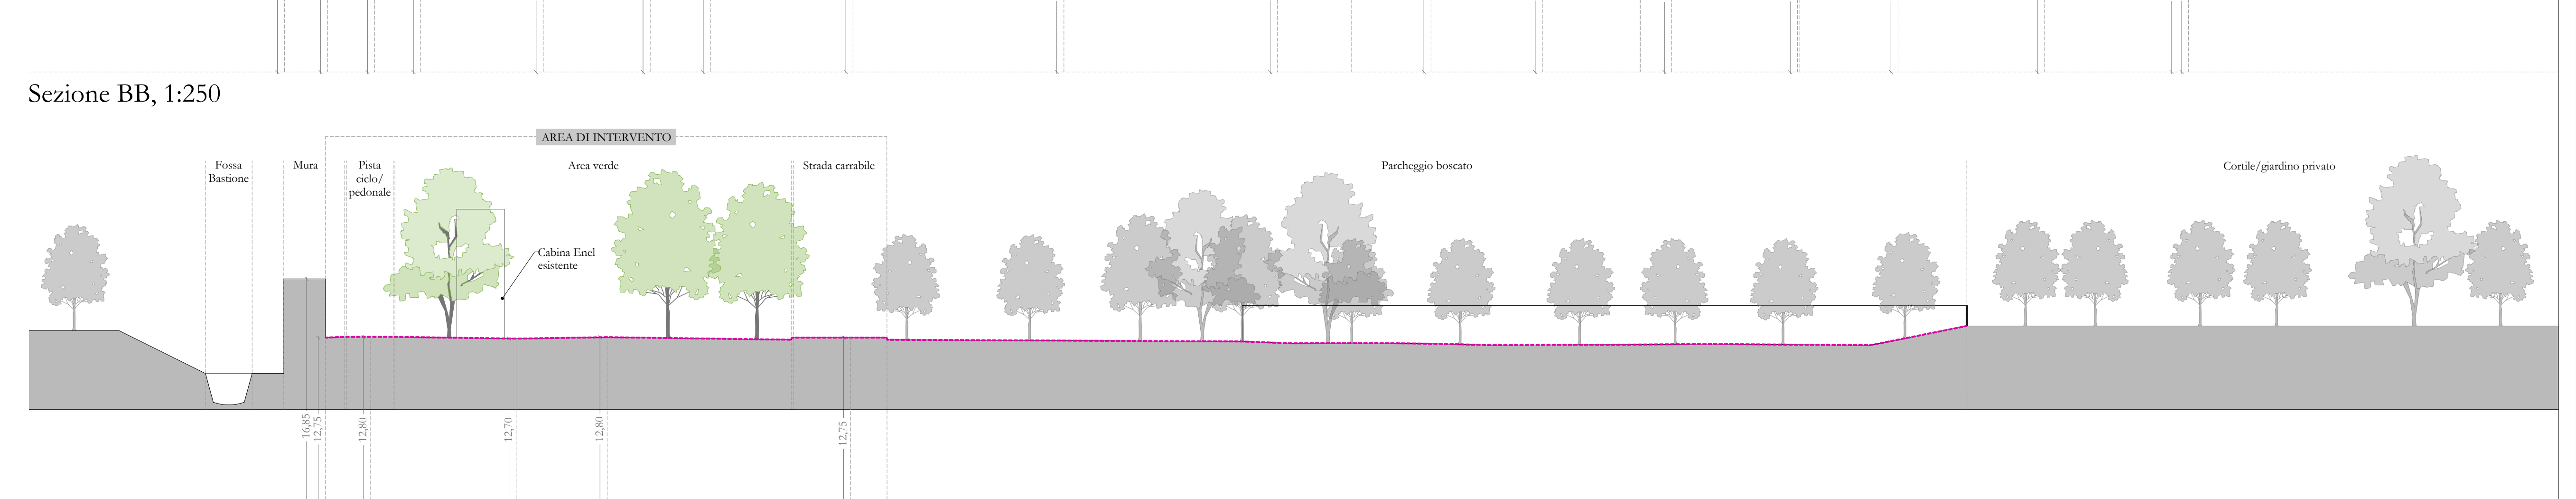 Sezione BB, 1:250
AREA DI INTERVENTO
Fossa
Bastione
Mura
Pista
ciclo/
pedonale
Area verde
Strada carrabile
Parcheggio boscato
Cortile/giardino privato
Cabina Enel
esistente
16,85
12,75
12,80
12,70
12,80
12,75